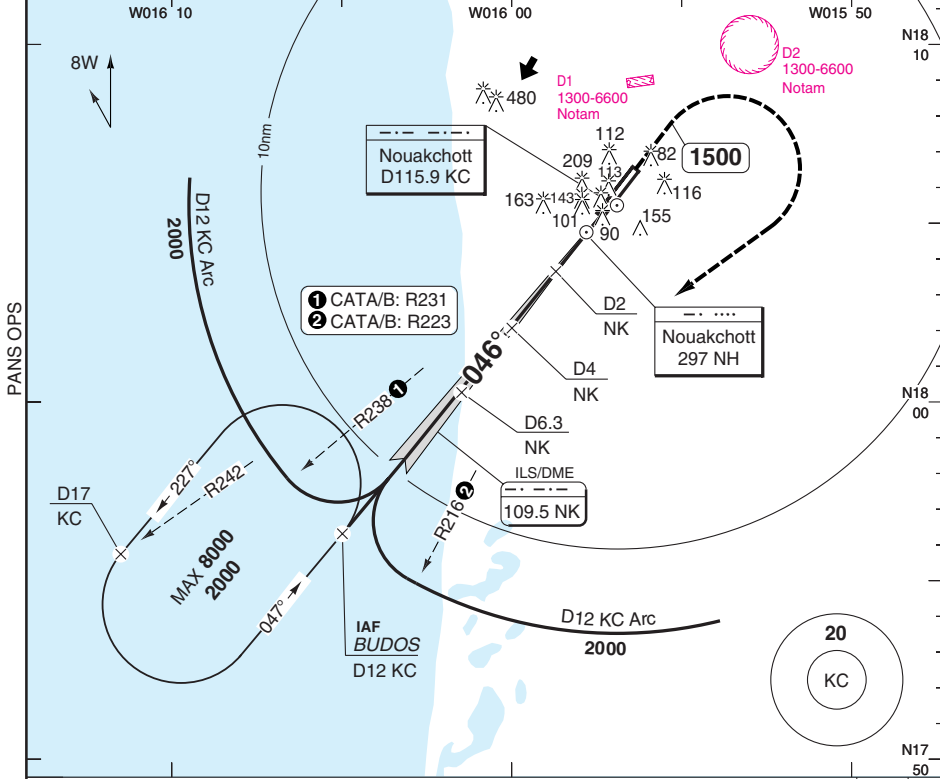 W016 10
W016 00
W015 50
N18
10
8W
D2
1300-6600
Notam
D1
1300-6600
Notam
480
10nm
Nouakchott
D115.9 KC
112
82
1500
209
113
116
163
143
101
155
90
D12 KC Arc
2000
1 CATA/B: R231
2 CATA/B: R223
D2
NK
Nouakchott
297 NH
PANS OPS
046°
D4
NK
N18
00
R238 1
D6.3
NK
227°
R242
ILS/DME
109.5 NK
D17
KC
R216 2
MAX 8000
2000
047°
IAF
BUDOS
D12 KC
D12 KC Arc
2000
20
KC
N17
50